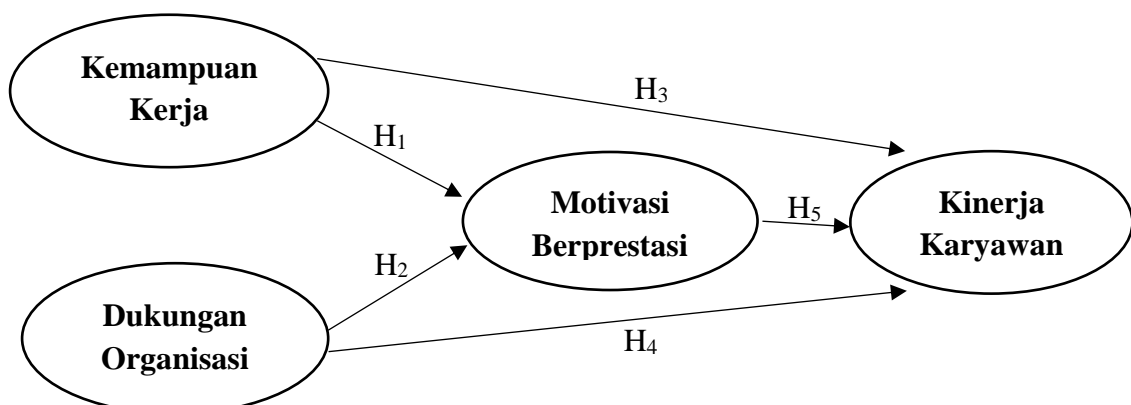 Kemampuan
Kerja
H3
H1
Motivasi
Berprestasi
H5
Kinerja
Karyawan
H2
Dukungan
Organisasi
H4